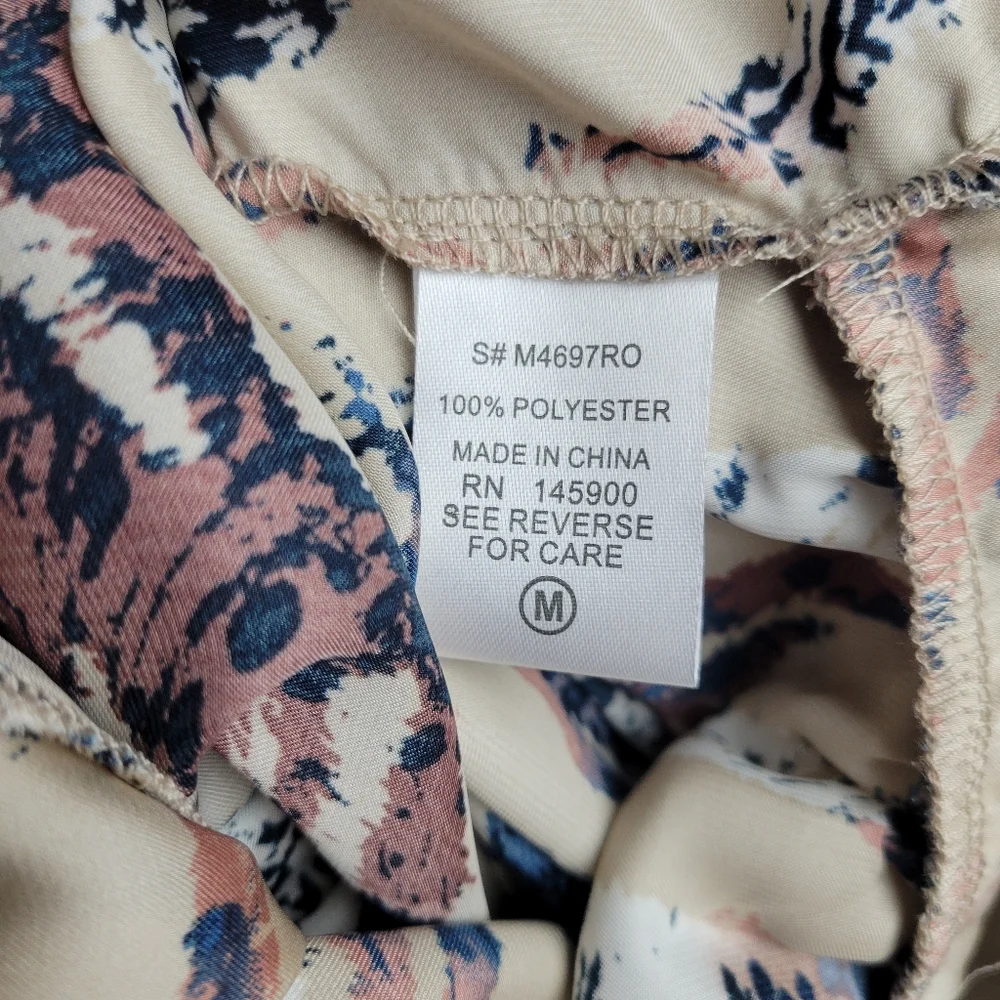 S# M4697RO
100% POLYESTER
MADE IN CHINA
RN 145900
SEE REVERSE
FOR CARE
M